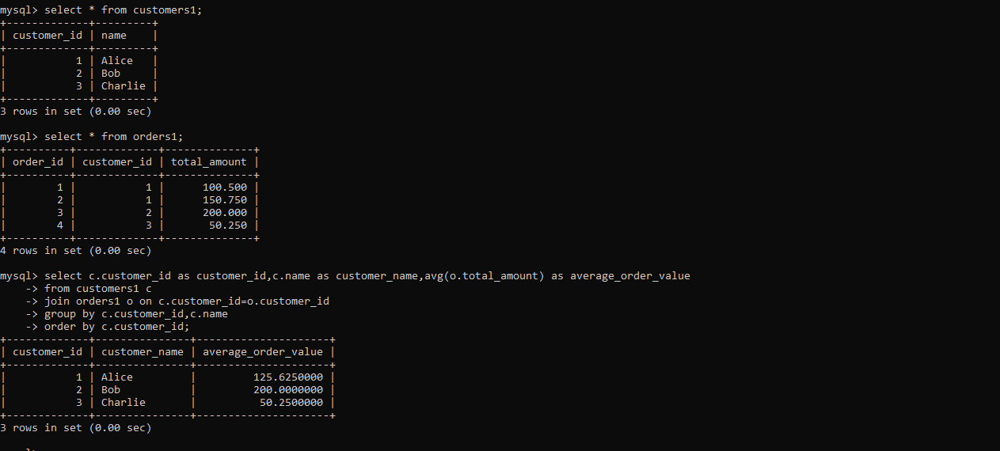 mysql> select * from customers1;
+-------------+---------+
| customer_id | name    |
+-------------+---------+
|           1 | Alice   |
|           2 | Bob     |
|           3 | Charlie |
+-------------+---------+
3 rows in set (0.00 sec)

mysql> select * from orders1;
+----------+-------------+--------------+
| order_id | customer_id | total_amount |
+----------+-------------+--------------+
|        1 |           1 |      100.500 |
|        2 |           1 |      150.750 |
|        3 |           2 |      200.000 |
|        4 |           3 |       50.250 |
+----------+-------------+--------------+
4 rows in set (0.00 sec)

mysql> select c.customer_id as customer_id,c.name as customer_name,avg(o.total_amount) as average_order_value
    -> from customers1 c
    -> join orders1 o on c.customer_id=o.customer_id
    -> group by c.customer_id,c.name
    -> order by c.customer_id;
+-------------+---------------+---------------------+
| customer_id | customer_name | average_order_value |
+-------------+---------------+---------------------+
|           1 | Alice         |         125.6250000 |
|           2 | Bob           |         200.0000000 |
|           3 | Charlie       |          50.2500000 |
+-------------+---------------+---------------------+
3 rows in set (0.00 sec)